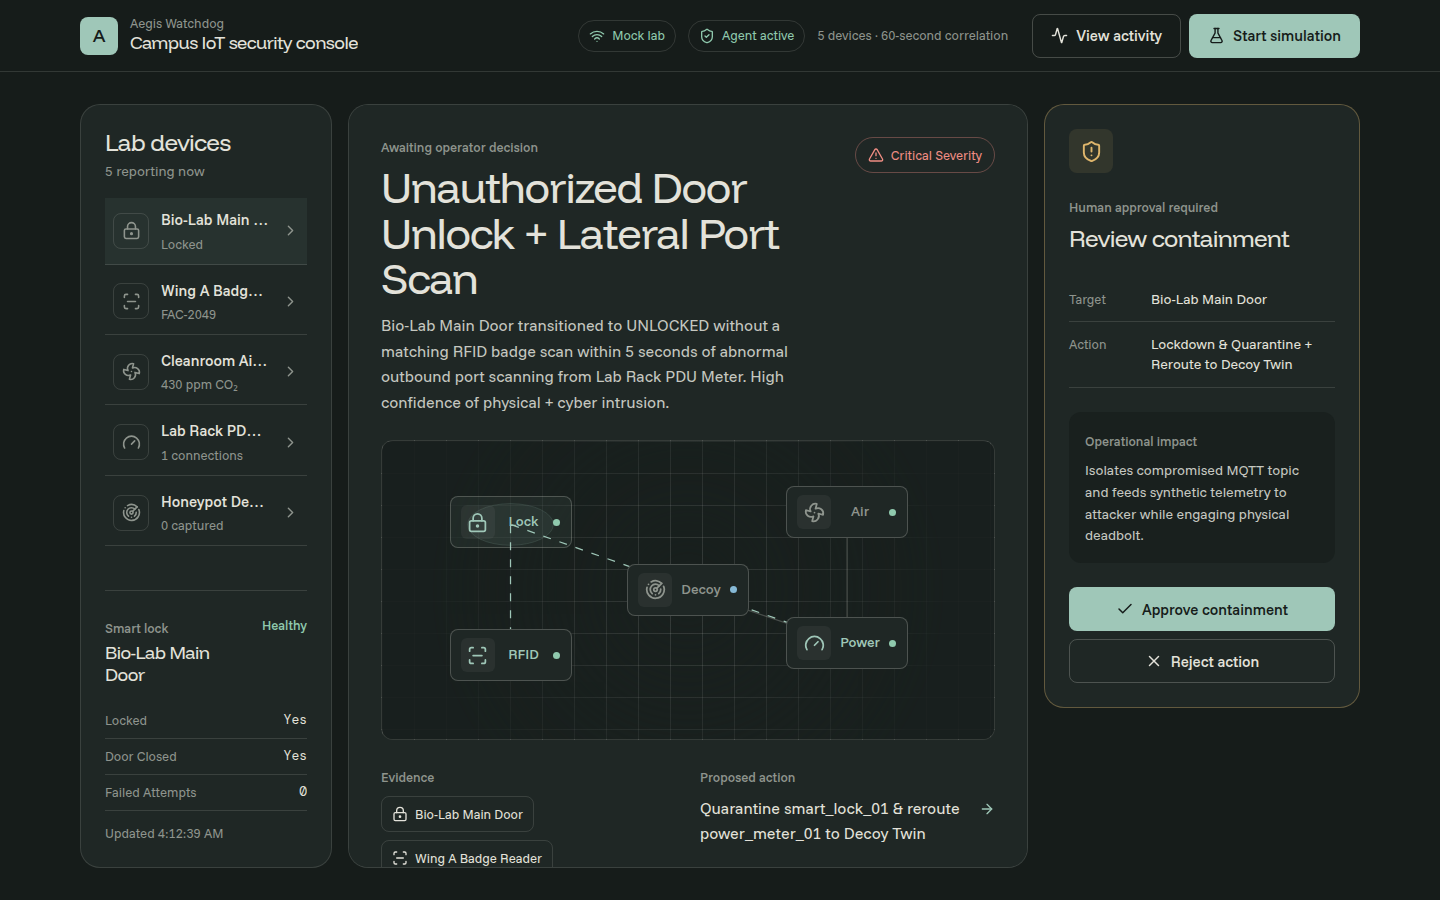 A
Aegis Watchdog
Campus IoT security console
Mock lab
Agent active
5 devices · 60-second correlation
View activity
Start simulation
Lab devices
5 reporting now
Bio-Lab Main ...
Locked
Wing A Badg...
FAC-2049
Cleanroom Ai...
430 ppm CO₂
Lab Rack PD...
1 connections
Honeypot De...
0 captured
Smart lock
Healthy
Bio-Lab Main
Door
Locked
Yes
Door Closed
Yes
Failed Attempts
0
Updated 4:12:39 AM
Awaiting operator decision
Critical Severity
Unauthorized Door
Unlock + Lateral Port
Scan
Bio-Lab Main Door transitioned to UNLOCKED without a
matching RFID badge scan within 5 seconds of abnormal
outbound port scanning from Lab Rack PDU Meter. High
confidence of physical + cyber intrusion.
Lock
Air
Decoy
RFID
Power
Evidence
Bio-Lab Main Door
Wing A Badge Reader
Proposed action
Quarantine smart_lock_01 & reroute
power_meter_01 to Decoy Twin
Human approval required
Review containment
Target
Bio-Lab Main Door
Action
Lockdown & Quarantine +
Reroute to Decoy Twin
Operational impact
Isolates compromised MQTT topic
and feeds synthetic telemetry to
attacker while engaging physical
deadbolt.
Approve containment
Reject action